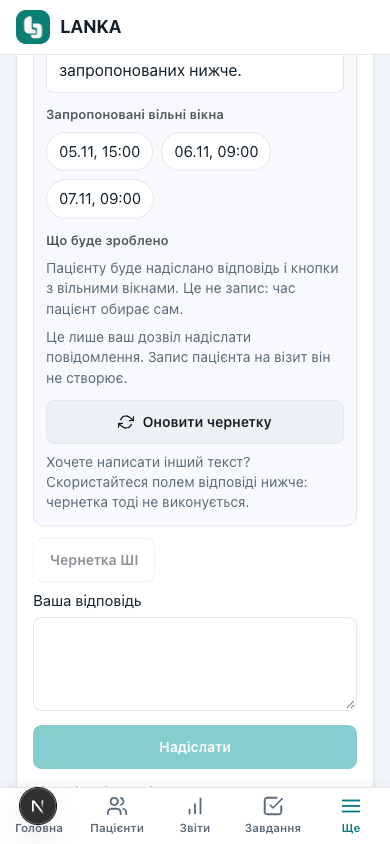 LANKA
запропонованих нижче.
Запропоновані вільні вікна
05.11, 15:00
06.11, 09:00
07.11, 09:00
Що буде зроблено
Пацієнту буде надіслано відповідь і кнопки
з вільними вікнами. Це не запис: час
пацієнт обирає сам.
Це лише ваш дозвіл надіслати
повідомлення. Запис пацієнта на візит він
не створює.
Оновити чернетку
Хочете написати інший текст?
Скористайтеся полем відповіді нижче:
чернетка тоді не виконується.
Чернетка ШІ
Ваша відповідь
Надіслати
N
Головна
Пацієнти
Звіти
Завдання
Ще